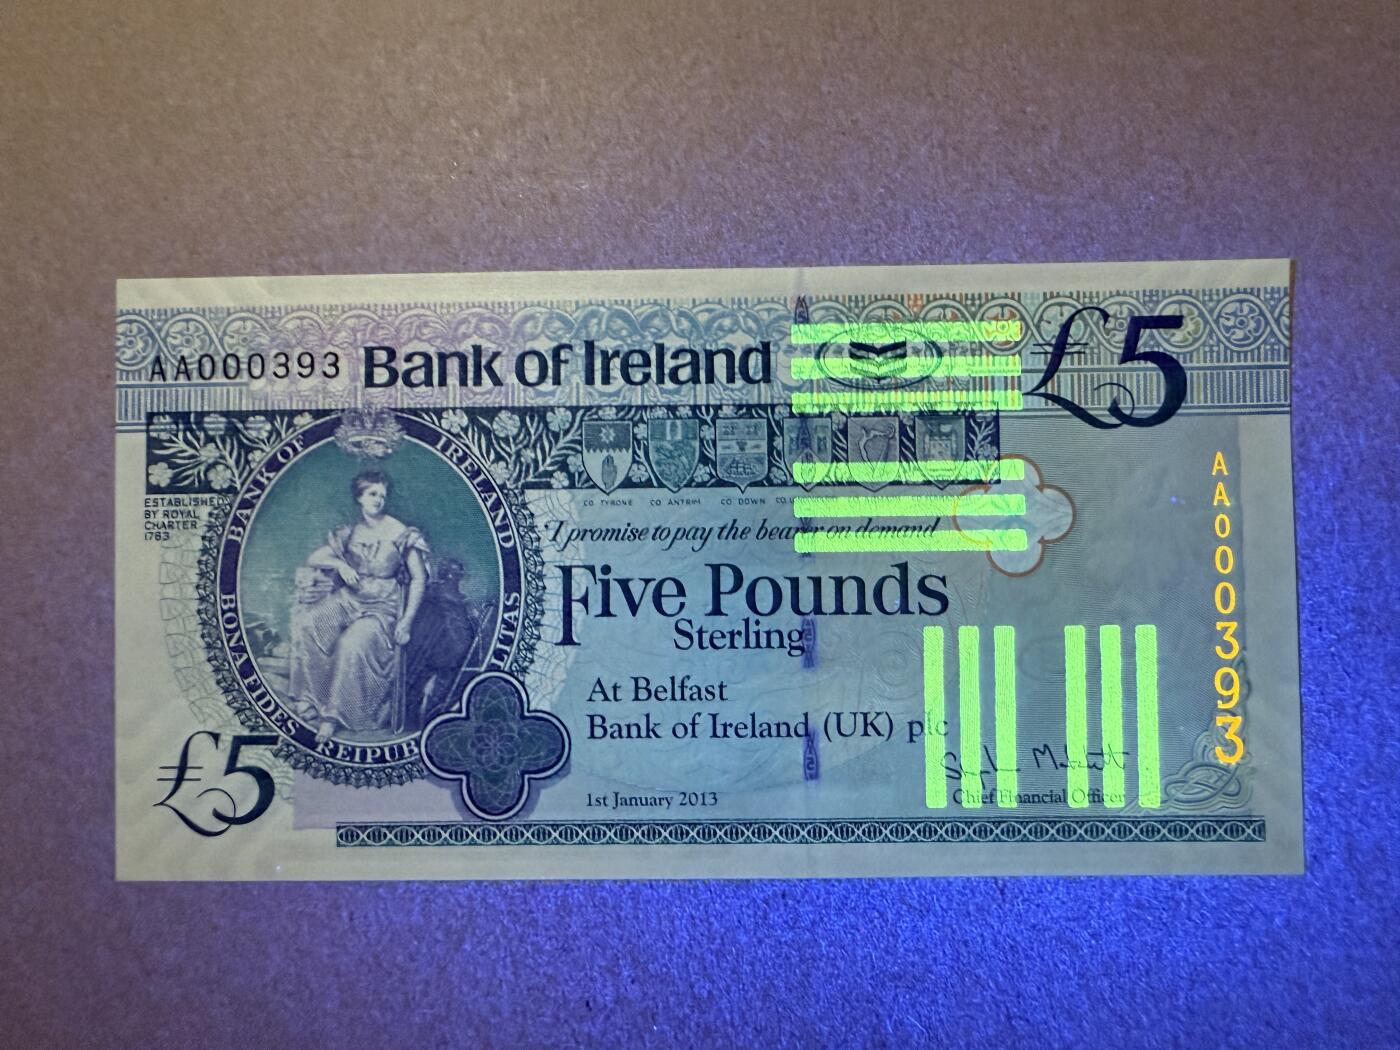 AA000393 Bank of Ireland £5
ESTABLISHED
BY ROYAL
CHARTER
1783
BANK OF IRELAND
BONA FIDES REIPUB LITAS
CO TYRONE CO ANTRIM CO DOWN
I promise to pay the bearer on demand
Five Pounds
Sterling
At Belfast
Bank of Ireland (UK) plc
1st January 2013
Chief Financial Officer
£5
AA000393